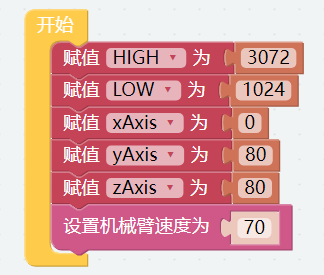 开始
赋值 HIGH 为 3072
赋值 LOW 为 1024
赋值 xAxis 为 0
赋值 yAxis 为 80
赋值 zAxis 为 80
设置机械臂速度为 70